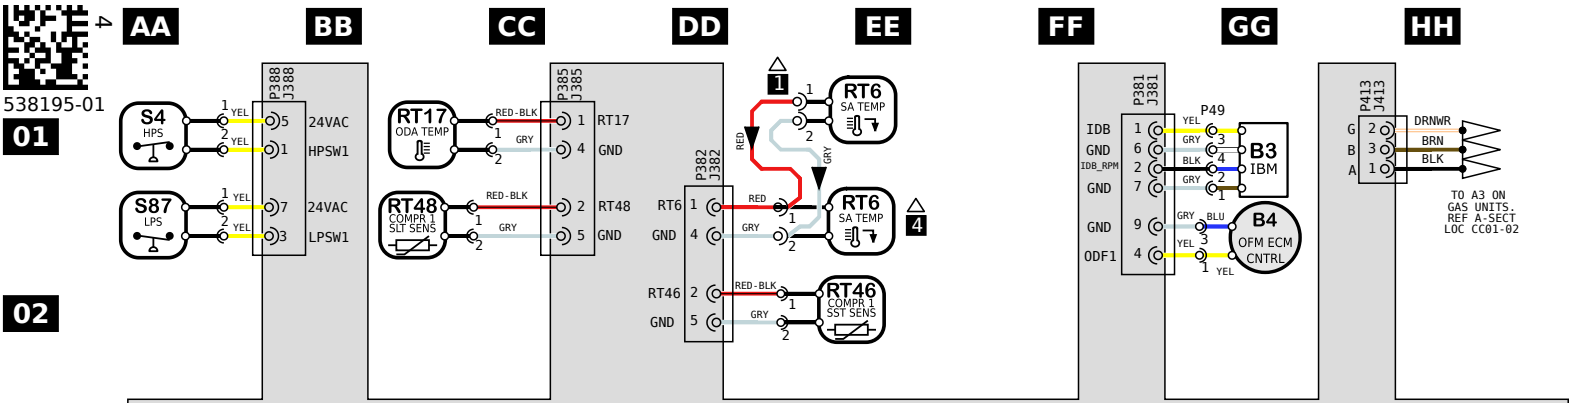 AA BB CC DD EE FF GG HH
4
538195-01
01
02
P388
J388
S4
HPS
1 YEL 5 24VAC
2 YEL 1 HPSW1
S87
LPS
1 YEL 7 24VAC
2 YEL 3 LPSW1
P385
J385
RT17
ODA TEMP
1 RED-BLK 1 RT17
2 GRY 4 GND
RT48
COMPR 1
SLT SENS
1 RED-BLK 2 RT48
2 GRY 5 GND
P382
J382
RT6 1 RED 1
GND 4 GRY 2
RT46 2 RED-BLK 1
GND 5 GRY 2
1
RED
GRY
1
2
RT6
SA TEMP
RT6
SA TEMP
4
RT46
COMPR 1
SST SENS
P381
J381
P49
IDB 1 YEL 3
GND 6 GRY 4
IDB_RPM 2 BLK 2
GND 7 GRY 1
B3
IBM
GND 9 GRY 3 BLU
ODF1 4 YEL 1 YEL
B4
OFM ECM
CNTRL
P413
J413
G 2 DRNWR
B 3 BRN
A 1 BLK
TO A3 ON
GAS UNITS.
REF A-SECT
LOC CC01-02